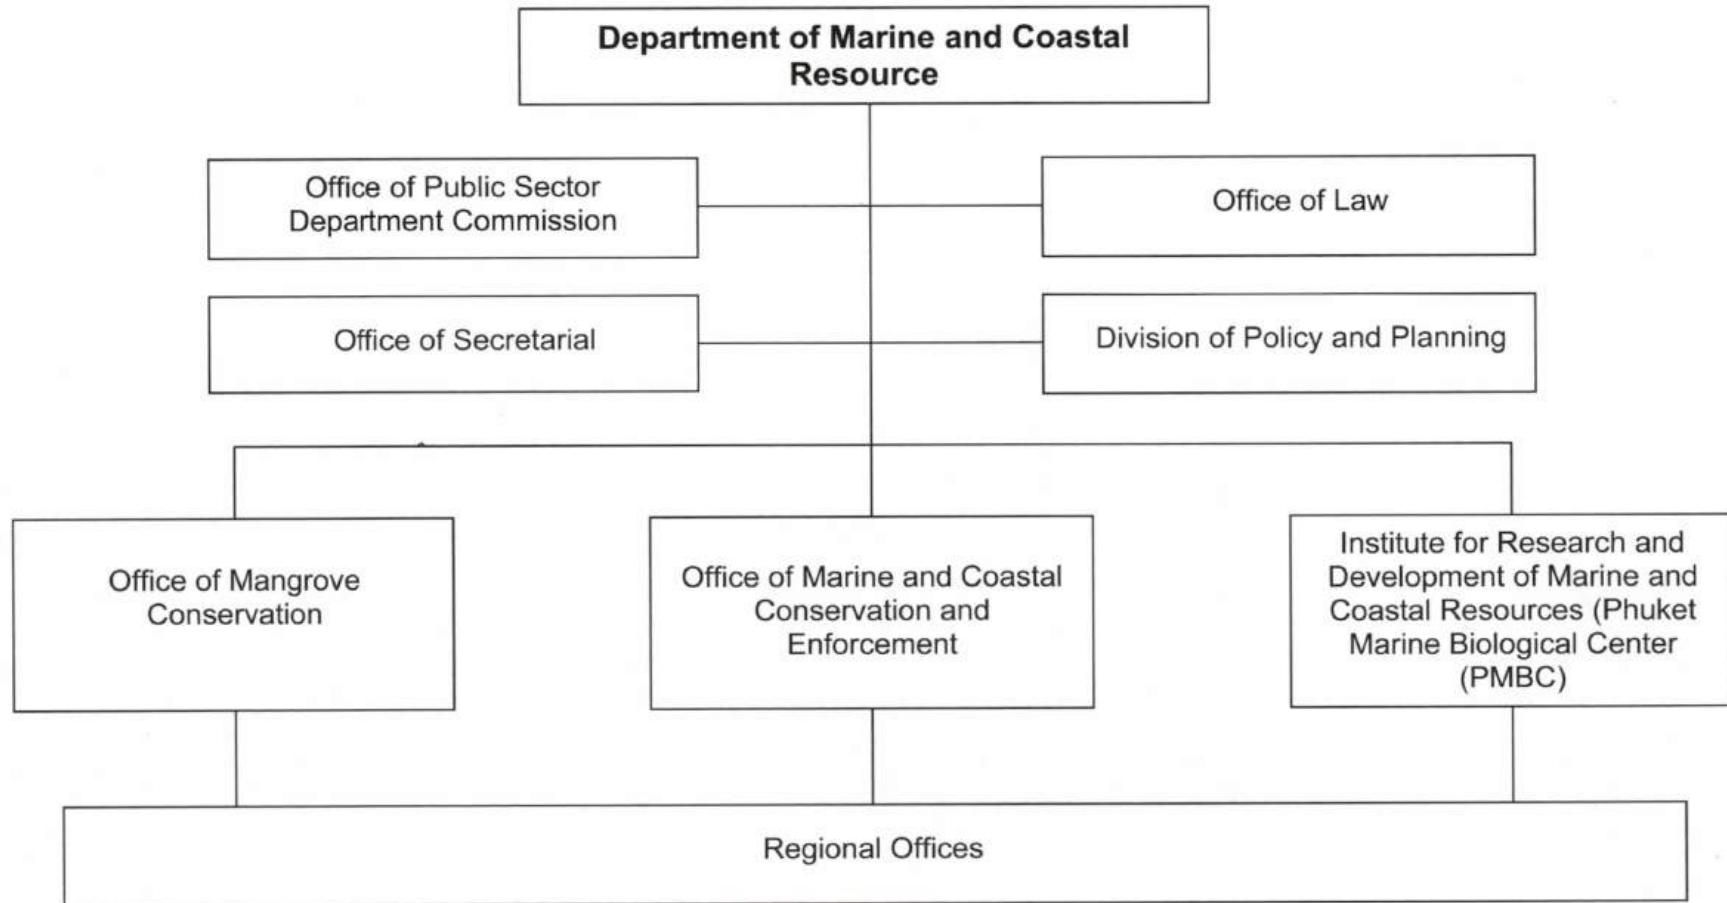 Department of Marine and Coastal
Resource
Office of Public Sector
Department Commission
Office of Law
Office of Secretarial
Division of Policy and Planning
Office of Mangrove
Conservation
Office of Marine and Coastal
Conservation and
Enforcement
Institute for Research and
Development of Marine and
Coastal Resources (Phuket
Marine Biological Center
(PMBC)
Regional Offices